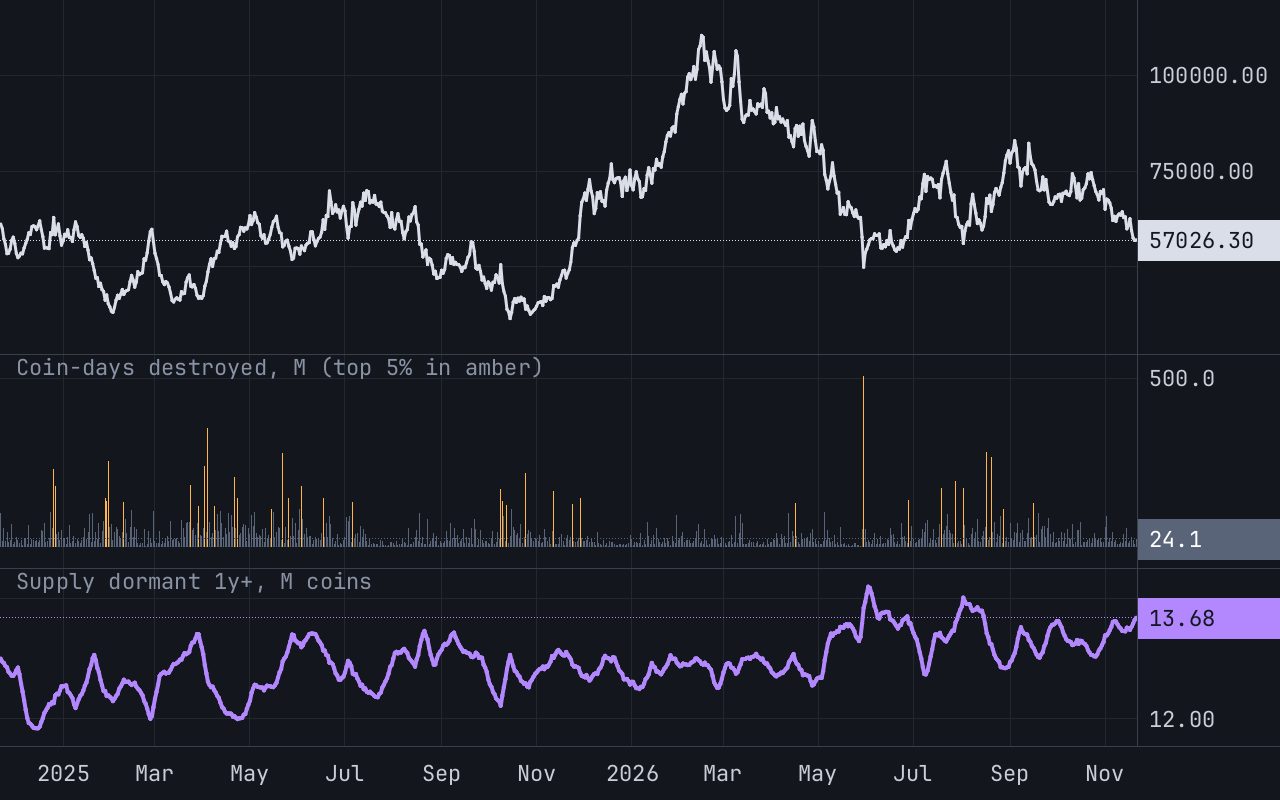 100000.00
75000.00
57026.30
Coin-days destroyed, M (top 5% in amber)
500.0
24.1
Supply dormant 1y+, M coins
13.68
12.00
2025 Mar May Jul Sep Nov 2026 Mar May Jul Sep Nov